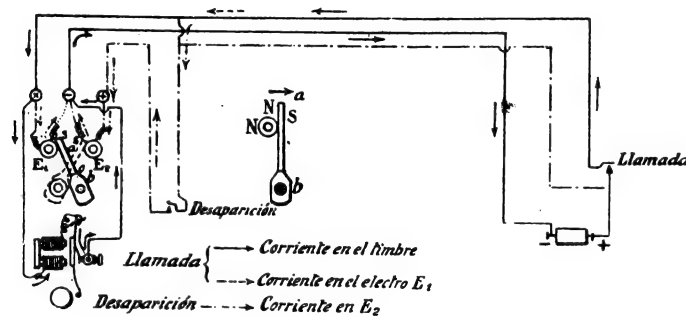 × − +
E₁ S S a E₂
e b
N S a
N
b
Desaparición
Llamada
− +
Llamada
Corriente en el timbre
Corriente en el electro E₁
Desaparición Corriente en E₂